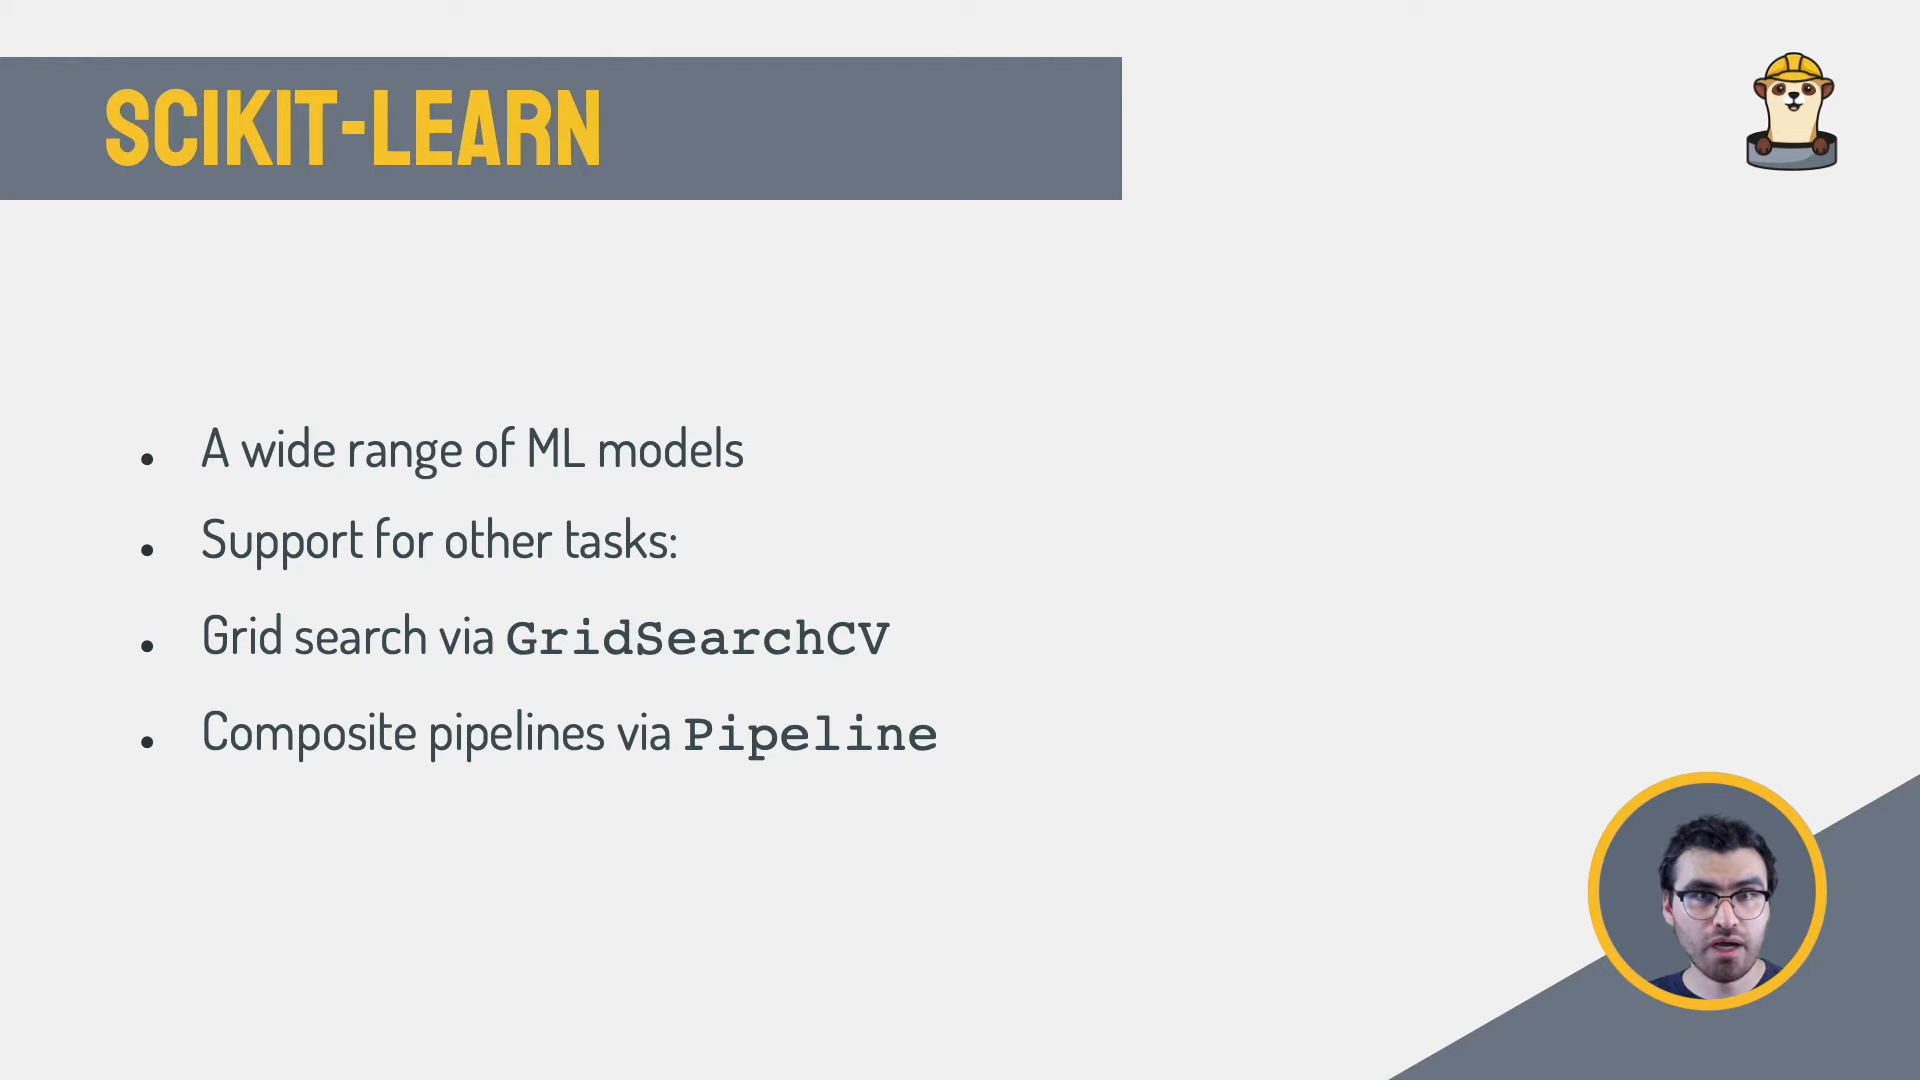 SCIKIT-LEARN
• A wide range of ML models
• Support for other tasks:
• Grid search via GridSearchCV
• Composite pipelines via Pipeline